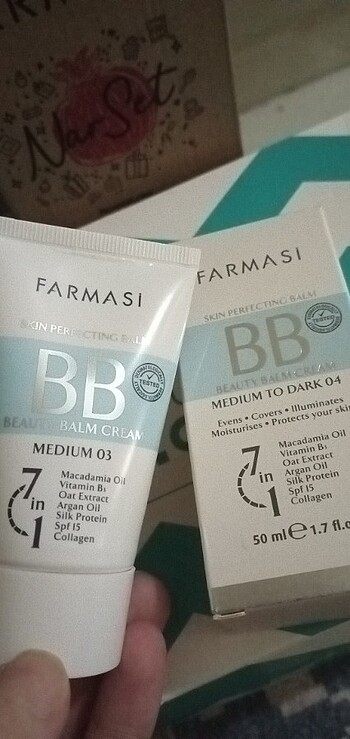 NarSet
FARMASI
SKIN PERFECTING BALM
BB
TESTED
BEAUTY BALM CREAM
MEDIUM 03
7 in 1
Macadamia Oil
Vitamin B₃
Oat Extract
Argan Oil
Silk Protein
Spf 15
Collagen
FARMASI
SKIN PERFECTING BALM
BB
TESTED
BEAUTY BALM CREAM
MEDIUM TO DARK 04
Evens • Covers • Illuminates
Moisturises • Protects your skin
7 in 1
Macadamia Oil
Vitamin B
Oat Extract
Argan Oil
Silk Protein
Spf 15
Collagen
50 ml e 1.7 fl.o